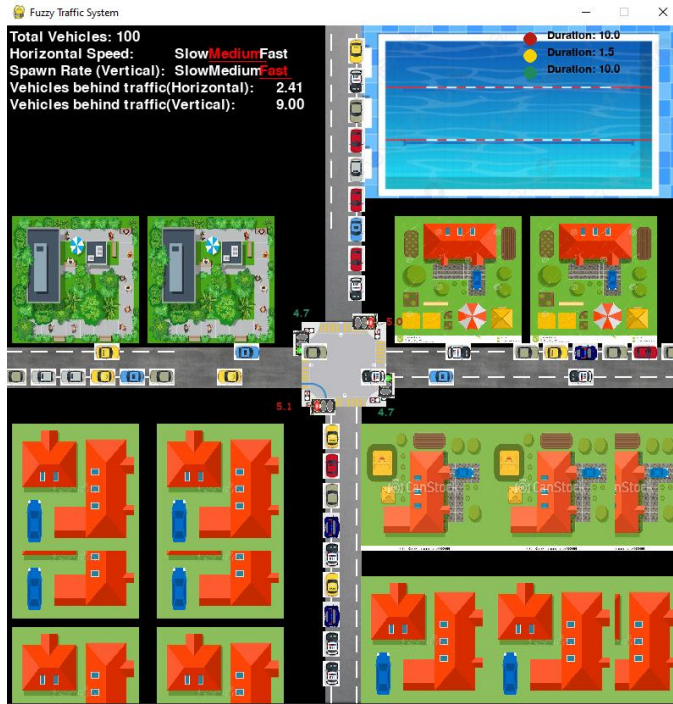 Fuzzy Traffic System
Total Vehicles: 100
Horizontal Speed: SlowMediumFast
Spawn Rate (Vertical): SlowMediumFast
Vehicles behind traffic(Horizontal): 2.41
Vehicles behind traffic(Vertical): 9.00
Duration: 10.0
Duration: 1.5
Duration: 10.0
4.7
5.0
5.1
4.7
CanStock
CanStock